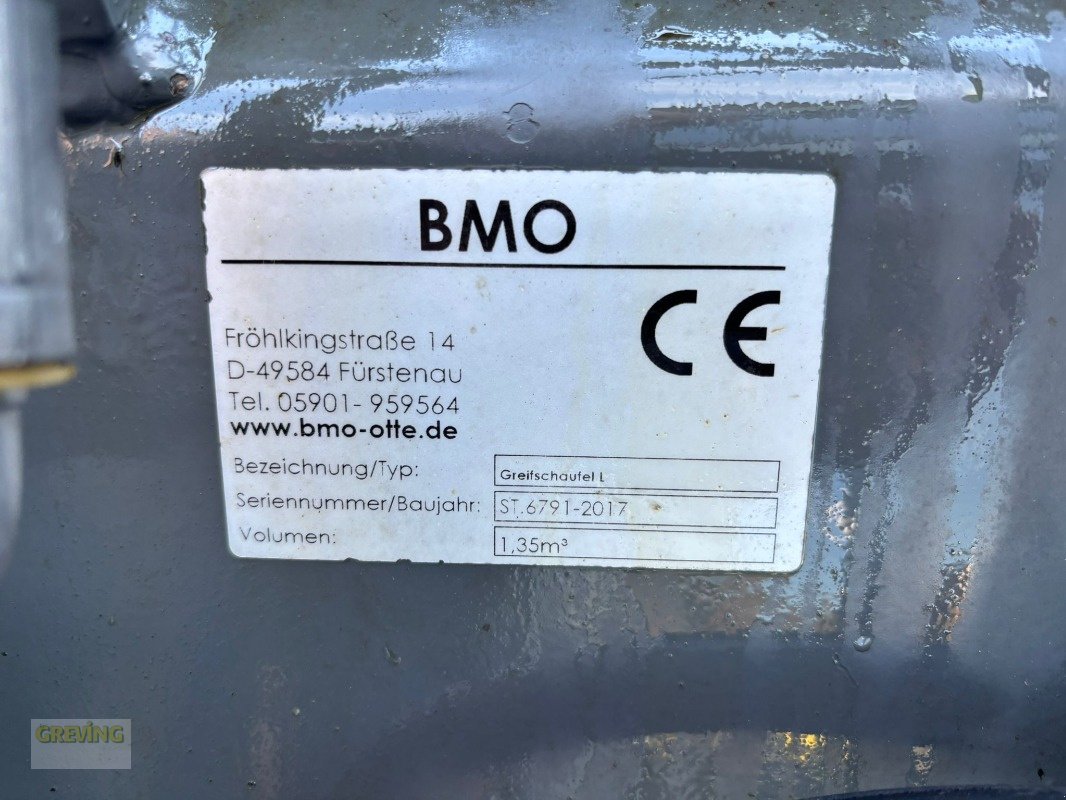 BMO
CE
Fröhlkingstraße 14
D-49584 Fürstenau
Tel. 05901- 959564
www.bmo-otte.de
Bezeichnung/Typ: Greifschaufel L
Seriennummer/Baujahr: ST.6791-2017
Volumen: 1,35m³
GREVING